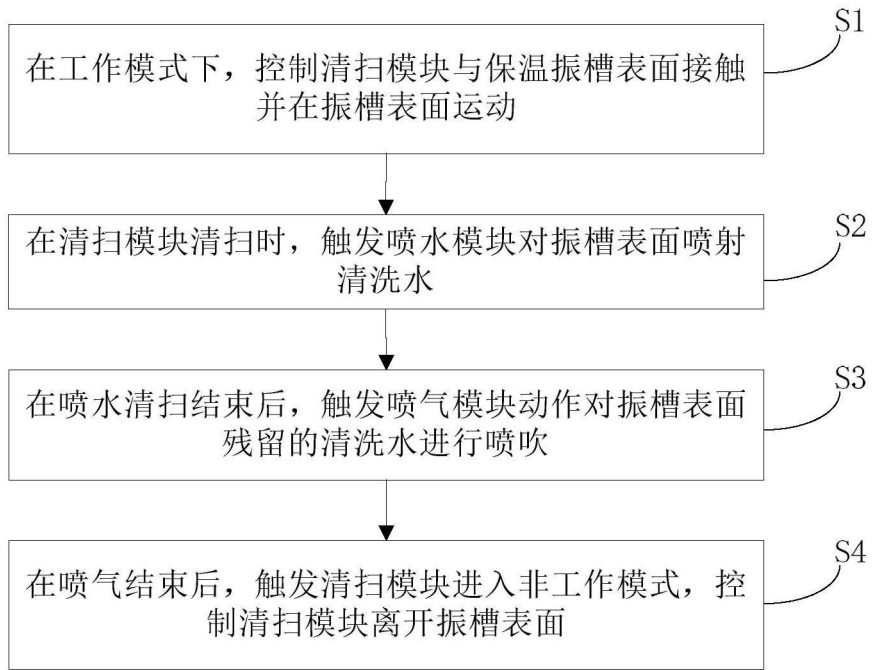 S1
在工作模式下，控制清扫模块与保温振槽表面接触
并在振槽表面运动
S2
在清扫模块清扫时，触发喷水模块对振槽表面喷射
清洗水
S3
在喷水清扫结束后，触发喷气模块动作对振槽表面
残留的清洗水进行喷吹
S4
在喷气结束后，触发清扫模块进入非工作模式，控
制清扫模块离开振槽表面